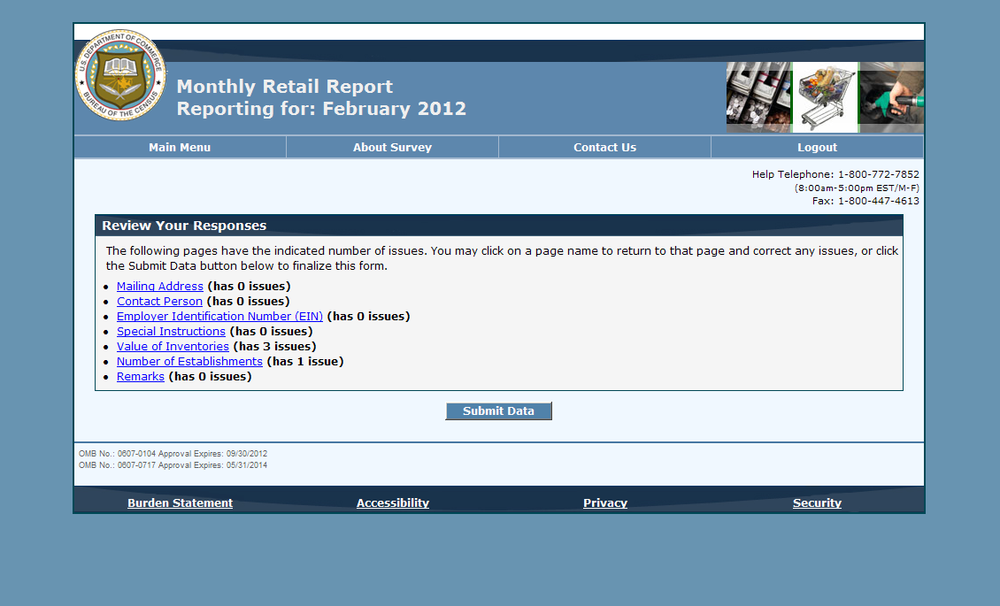 U.S. DEPARTMENT OF COMMERCE
BUREAU OF THE CENSUS
Monthly Retail Report
Reporting for: February 2012
Main Menu About Survey Contact Us Logout
Help Telephone: 1-800-772-7852
(8:00am-5:00pm EST/M-F)
Fax: 1-800-447-4613
Review Your Responses
The following pages have the indicated number of issues. You may click on a page name to return to that page and correct any issues, or click
the Submit Data button below to finalize this form.
• Mailing Address (has 0 issues)
• Contact Person (has 0 issues)
• Employer Identification Number (EIN) (has 0 issues)
• Special Instructions (has 0 issues)
• Value of Inventories (has 3 issues)
• Number of Establishments (has 1 issue)
• Remarks (has 0 issues)
Submit Data
OMB No.: 0607-0104 Approval Expires: 09/30/2012
OMB No.: 0607-0717 Approval Expires: 05/31/2014
Burden Statement Accessibility Privacy Security